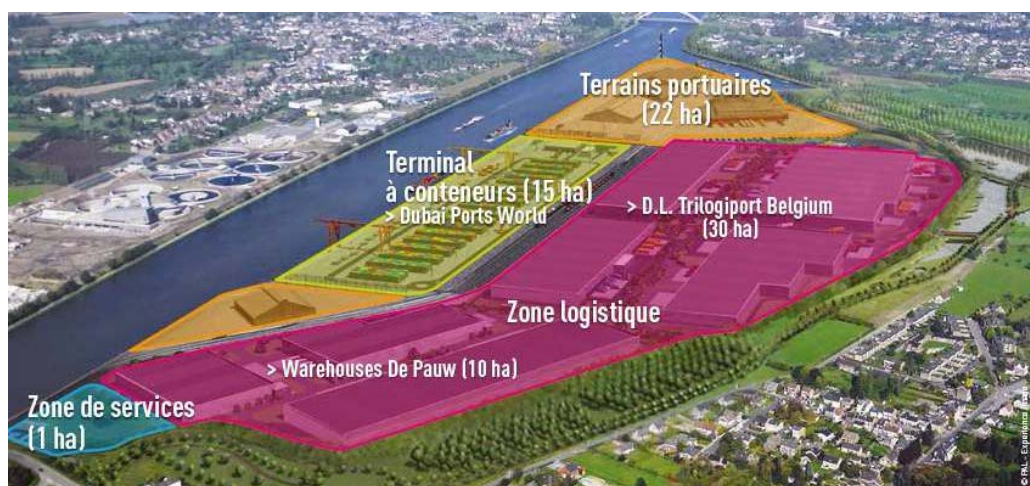 Terrains portuaires
(22 ha)
Terminal
à conteneurs (15 ha)
> Dubai Ports World
> D.L. Trilogiport Belgium
(30 ha)
Zone logistique
> Warehouses De Pauw (10 ha)
Zone de services
(1 ha)